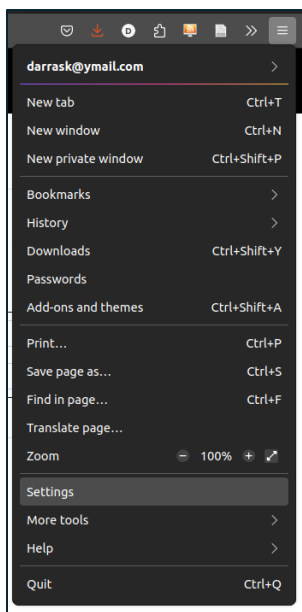 D
darrask@ymail.com
New tab Ctrl+T
New window Ctrl+N
New private window Ctrl+Shift+P
Bookmarks
History
Downloads Ctrl+Shift+Y
Passwords
Add-ons and themes Ctrl+Shift+A
Print… Ctrl+P
Save page as… Ctrl+S
Find in page… Ctrl+F
Translate page…
Zoom 100%
Settings
More tools
Help
Quit Ctrl+Q